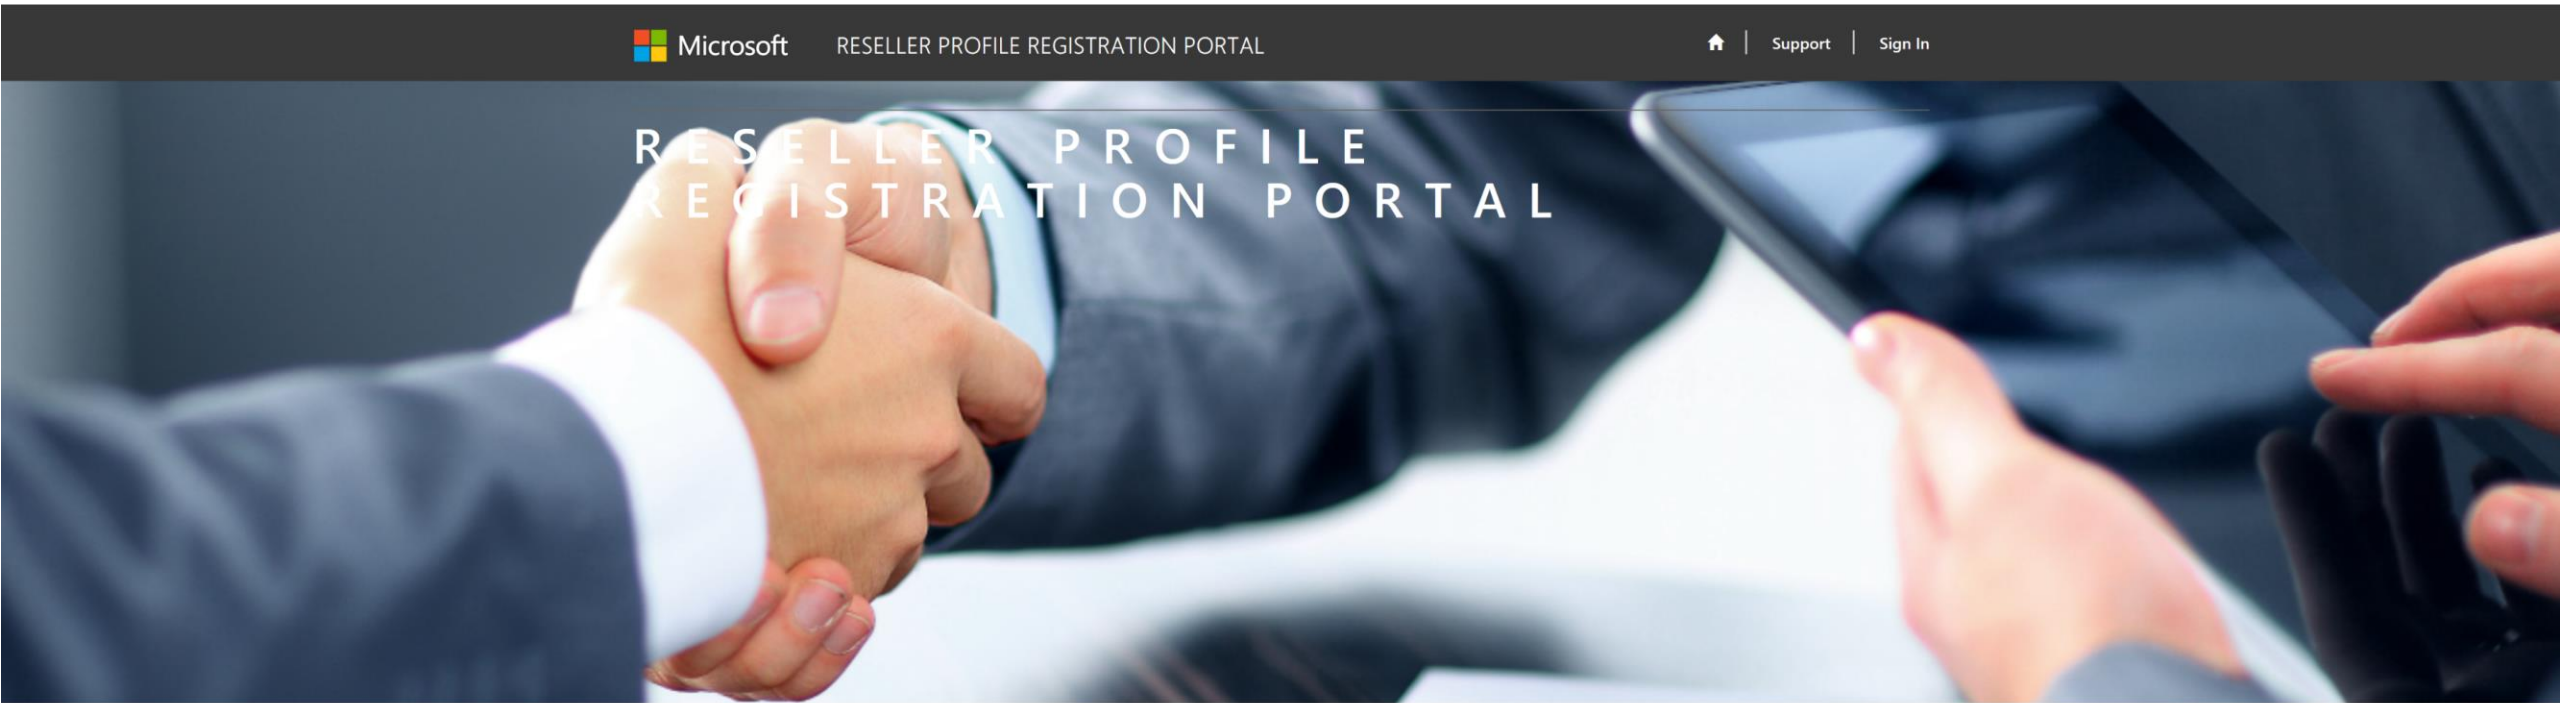 Microsoft RESELLER PROFILE REGISTRATION PORTAL Support Sign In
RESELLER PROFILE
REGISTRATION PORTAL